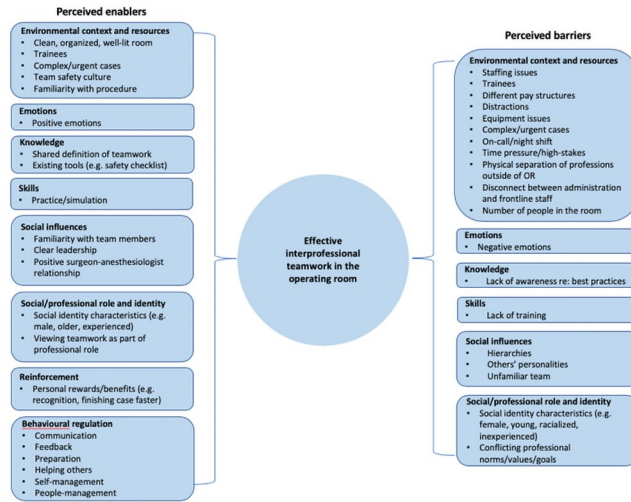 Perceived enablers
Environmental context and resources
• Clean, organized, well-lit room
• Trainees
• Complex/urgent cases
• Team safety culture
• Familiarity with procedure
Emotions
• Positive emotions
Knowledge
• Shared definition of teamwork
• Existing tools (e.g. safety checklist)
Skills
• Practice/simulation
Social influences
• Familiarity with team members
• Clear leadership
• Positive surgeon-anesthesiologist
relationship
Social/professional role and identity
• Social identity characteristics (e.g.
male, older, experienced)
• Viewing teamwork as part of
professional role
Reinforcement
• Personal rewards/benefits (e.g.
recognition, finishing case faster)
Behavioural regulation
• Communication
• Feedback
• Preparation
• Helping others
• Self-management
• People-management
Effective
interprofessional
teamwork in the
operating room
Perceived barriers
Environmental context and resources
• Staffing issues
• Trainees
• Different pay structures
• Distractions
• Equipment issues
• Complex/urgent cases
• On-call/night shift
• Time pressure/high-stakes
• Physical separation of professions
outside of OR
• Disconnect between administration
and frontline staff
• Number of people in the room
Emotions
• Negative emotions
Knowledge
• Lack of awareness re: best practices
Skills
• Lack of training
Social influences
• Hierarchies
• Others' personalities
• Unfamiliar team
Social/professional role and identity
• Social identity characteristics (e.g.
female, young, racialized,
inexperienced)
• Conflicting professional
norms/values/goals